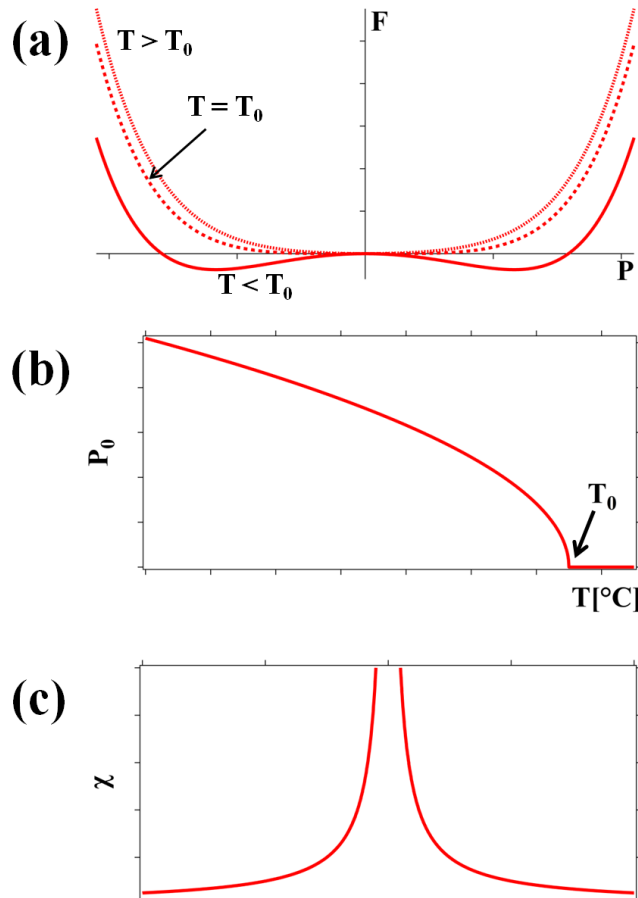 (a)
F
T > T₀
T = T₀
T < T₀
P
(b)
P₀
T₀
T[°C]
(c)
χ